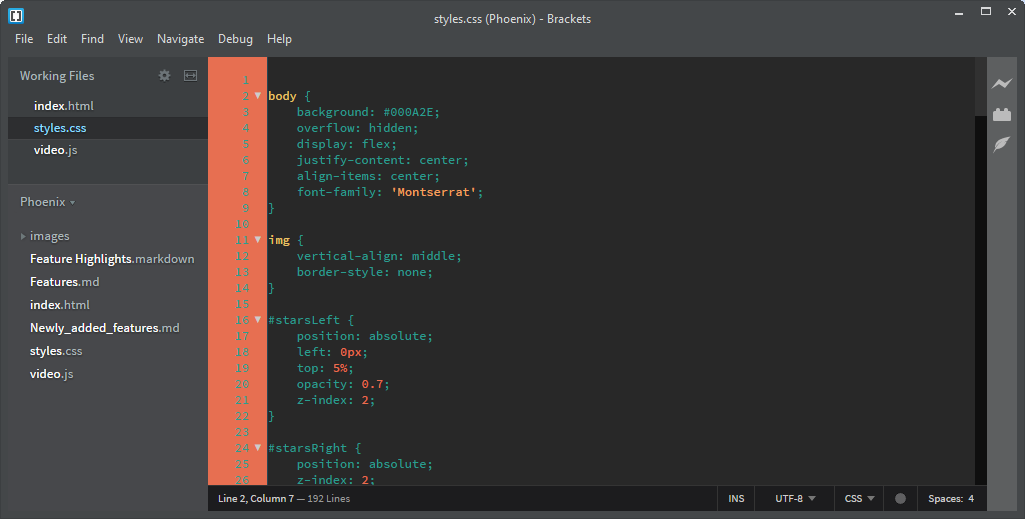 styles.css (Phoenix) - Brackets
File Edit Find View Navigate Debug Help
Working Files
index.html
styles.css
video.js
Phoenix
images
Feature Highlights.markdown
Features.md
index.html
Newly_added_features.md
styles.css
video.js
1
2 body {
3 background: #000A2E;
4 overflow: hidden;
5 display: flex;
6 justify-content: center;
7 align-items: center;
8 font-family: 'Montserrat';
9 }
10
11 img {
12 vertical-align: middle;
13 border-style: none;
14 }
15
16 #starsLeft {
17 position: absolute;
18 left: 0px;
19 top: 5%;
20 opacity: 0.7;
21 z-index: 2;
22 }
23
24 #starsRight {
25 position: absolute;
26 z-index: 2;
Line 2, Column 7 — 192 Lines INS UTF-8 CSS Spaces: 4